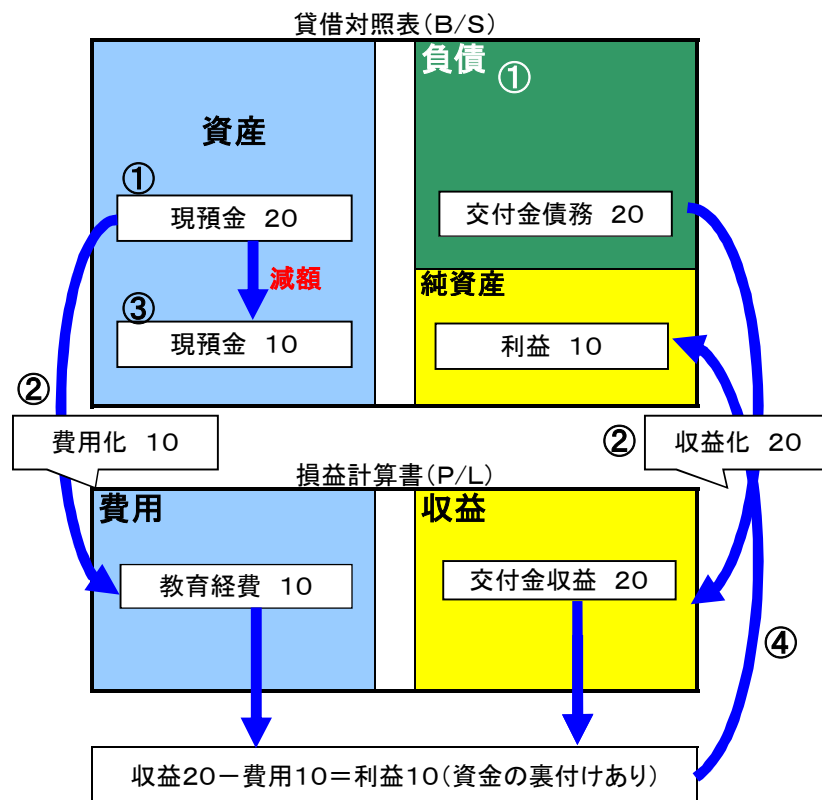 貸借対照表(B/S)
資産
①
現預金 20
減額
③
現預金 10
負債
①
交付金債務 20
純資産
利益 10
②
費用化 10
②
収益化 20
損益計算書(P/L)
費用
教育経費 10
収益
交付金収益 20
④
収益20－費用10＝利益10(資金の裏付けあり)